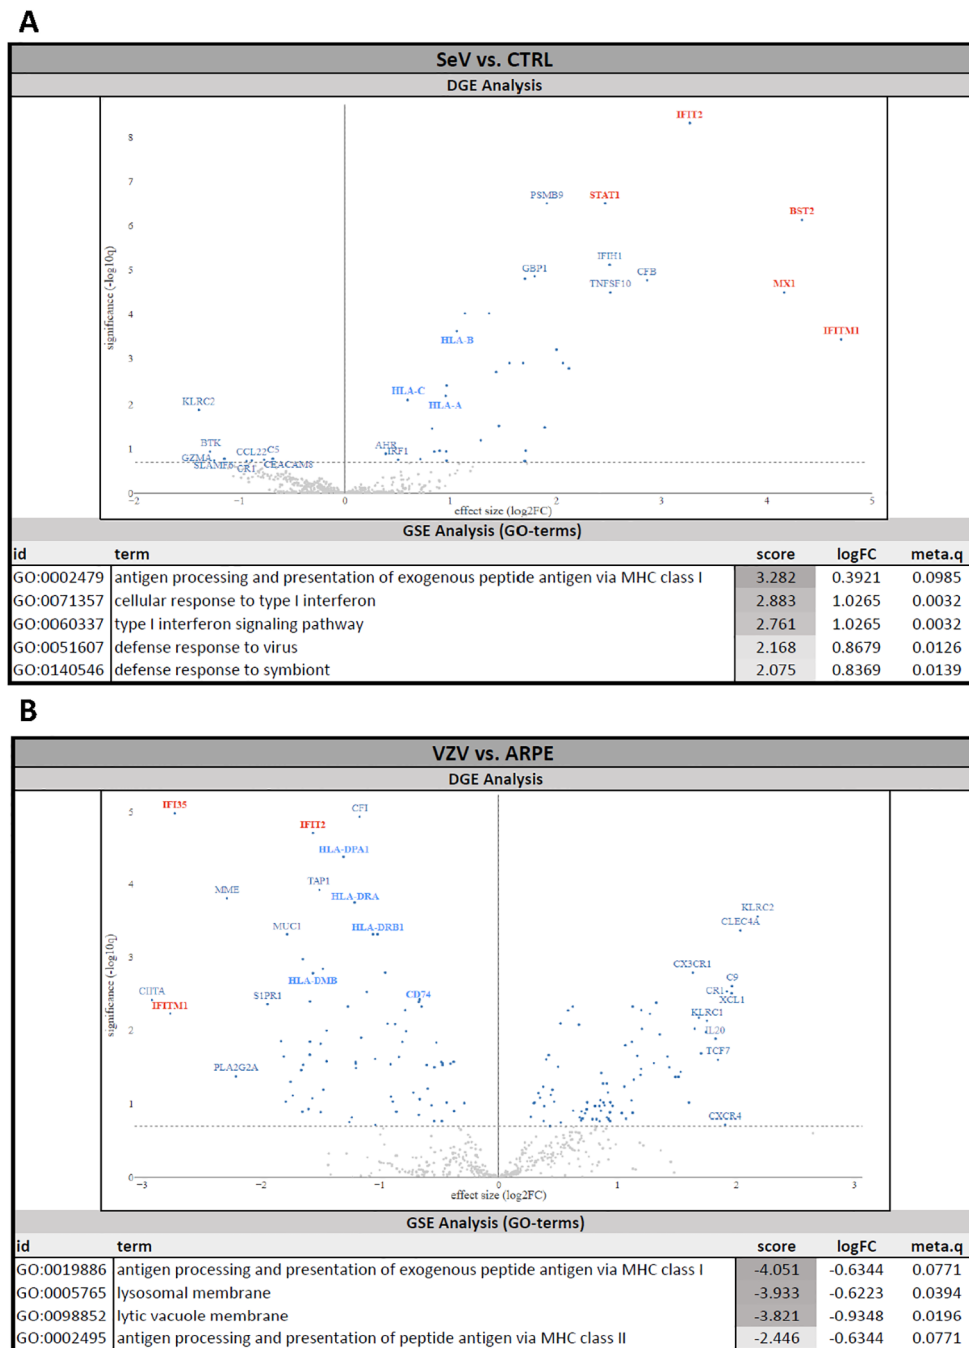 A
SeV vs. CTRL
DGE Analysis
IFIT2
8
7
PSMB9
STAT1
BST2
6
IFIH1
5
GBP1
CFB
TNFSF10
MX1
significance (-log10q)
4
IFITM1
HLA-B
3
HLA-C
2
KLRC2
HLA-A
BTK
CCL22
C5
AHR
1
GZMA
IRF1
SLAMF6
CR1
CEACAM8
0
−2
−1
0
1
2
3
4
5
effect size (log2FC)
GSE Analysis (GO-terms)
id term score logFC meta.q
GO:0002479 antigen processing and presentation of exogenous peptide antigen via MHC class I 3.282 0.3921 0.0985
GO:0071357 cellular response to type I interferon 2.883 1.0265 0.0032
GO:0060337 type I interferon signaling pathway 2.761 1.0265 0.0032
GO:0051607 defense response to virus 2.168 0.8679 0.0126
GO:0140546 defense response to symbiont 2.075 0.8369 0.0139
B
VZV vs. ARPE
DGE Analysis
IFI35
CFI
5
IFIT2
HLA-DPA1
4
TAP1
MME
HLA-DRA
KLRC2
MUC1
HLA-DRB1
CLEC4A
3
CX3CR1
HLA-DMB
C9
CIITA
S1PR1
CD74
CR1
significance (-log10q)
IFITM1
XCL1
KLRC1
2
IL20
TCF7
PLA2G2A
1
CXCR4
0
−3
−2
−1
0
1
2
3
effect size (log2FC)
GSE Analysis (GO-terms)
id term score logFC meta.q
GO:0019886 antigen processing and presentation of exogenous peptide antigen via MHC class I -4.051 -0.6344 0.0771
GO:0005765 lysosomal membrane -3.933 -0.6223 0.0394
GO:0098852 lytic vacuole membrane -3.821 -0.9348 0.0196
GO:0002495 antigen processing and presentation of peptide antigen via MHC class II -2.446 -0.6344 0.0771